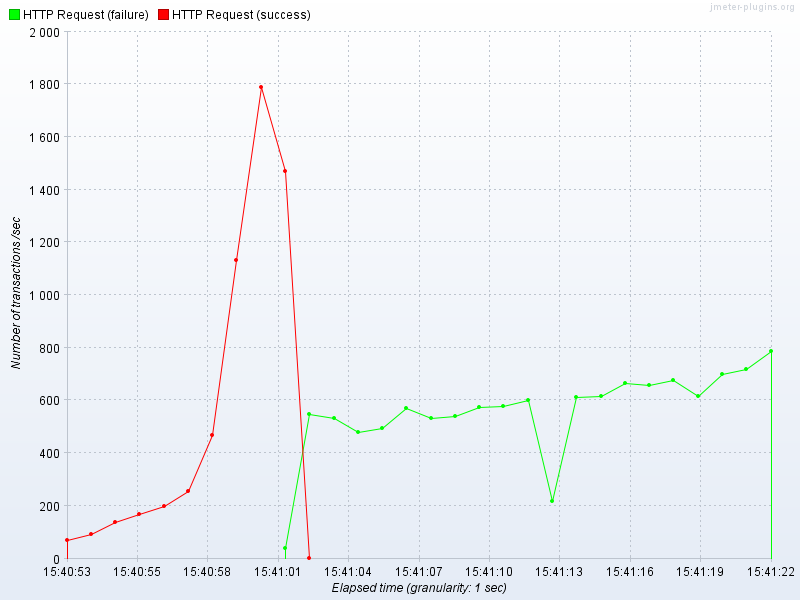 jmeter-plugins.org
HTTP Request (failure) HTTP Request (success)
2 000
1 800
1 600
1 400
1 200
1 000
800
600
400
200
0
Number of transactions /sec
15:40:53 15:40:55 15:40:58 15:41:01 15:41:04 15:41:07 15:41:10 15:41:13 15:41:16 15:41:19 15:41:22
Elapsed time (granularity: 1 sec)